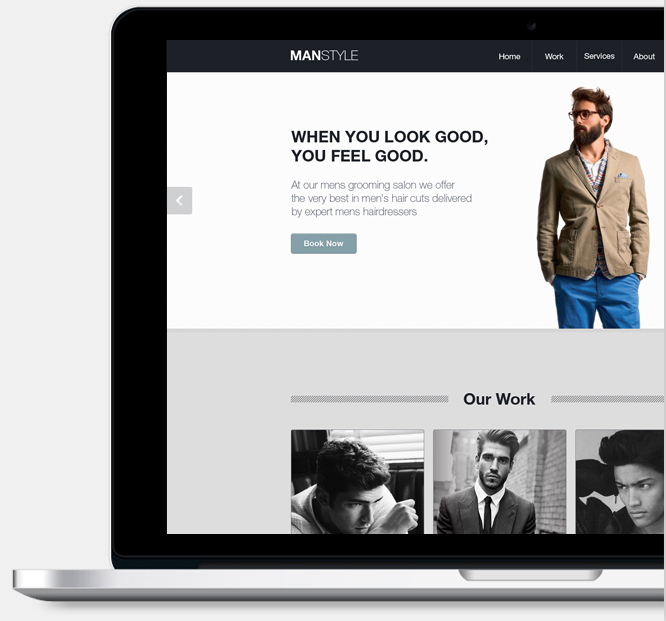 MANSTYLE
Home Work Services About
WHEN YOU LOOK GOOD,
YOU FEEL GOOD.
At our mens grooming salon we offer
the very best in men's hair cuts delivered
by expert mens hairdressers
Book Now
Our Work